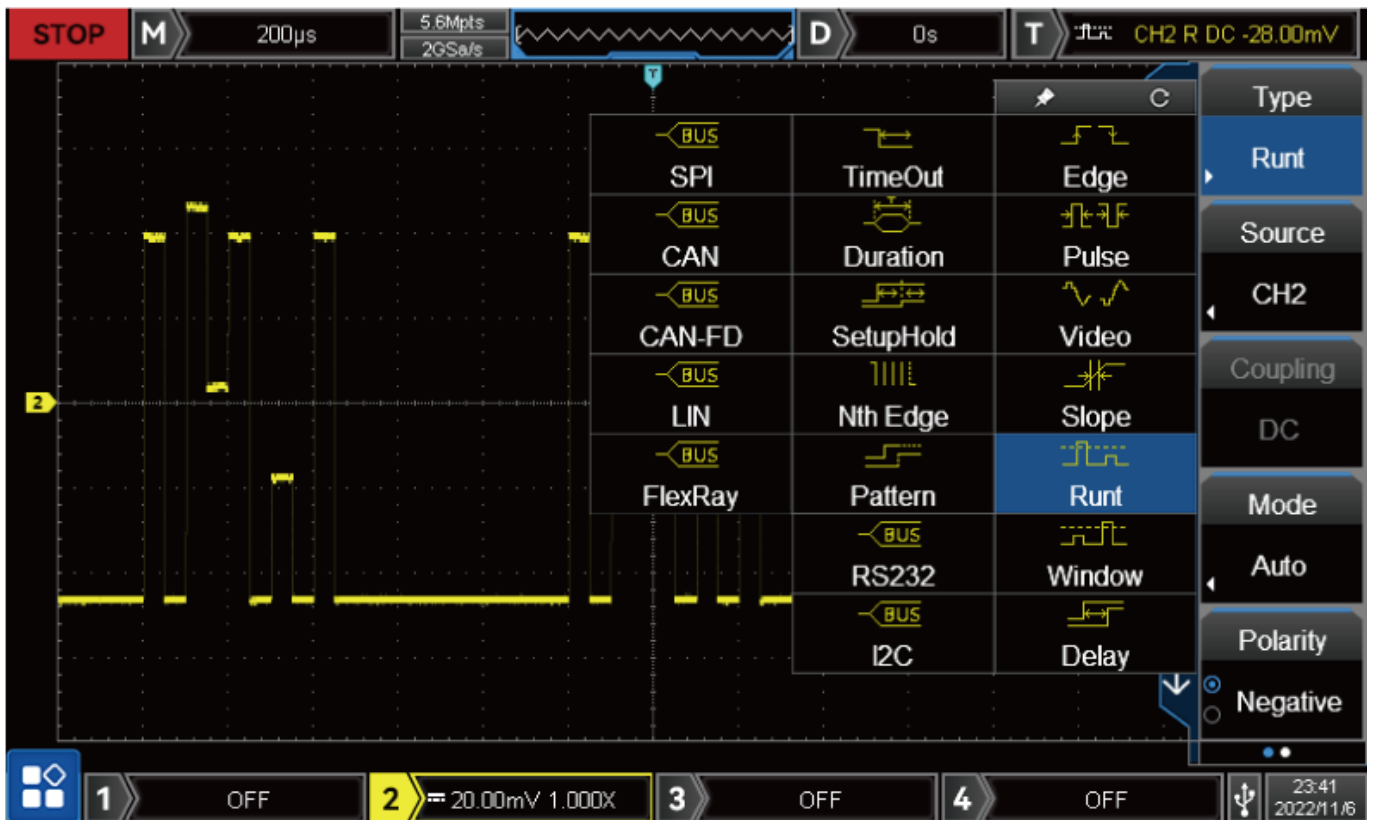 STOP M 200μs 5.6Mpts D 0s T CH2 R DC -28.00mV
2GSa/s
T
Type
Runt
Source
CH2
Coupling
DC
Mode
Auto
Polarity
Negative
BUS
SPI TimeOut Edge
BUS
CAN Duration Pulse
BUS
CAN-FD SetupHold Video
BUS
LIN Nth Edge Slope
BUS
FlexRay Pattern Runt
BUS
RS232 Window
BUS
I2C Delay
2
1 OFF 2 20.00mV 1.000X 3 OFF 4 OFF 23:41
2022/11/6